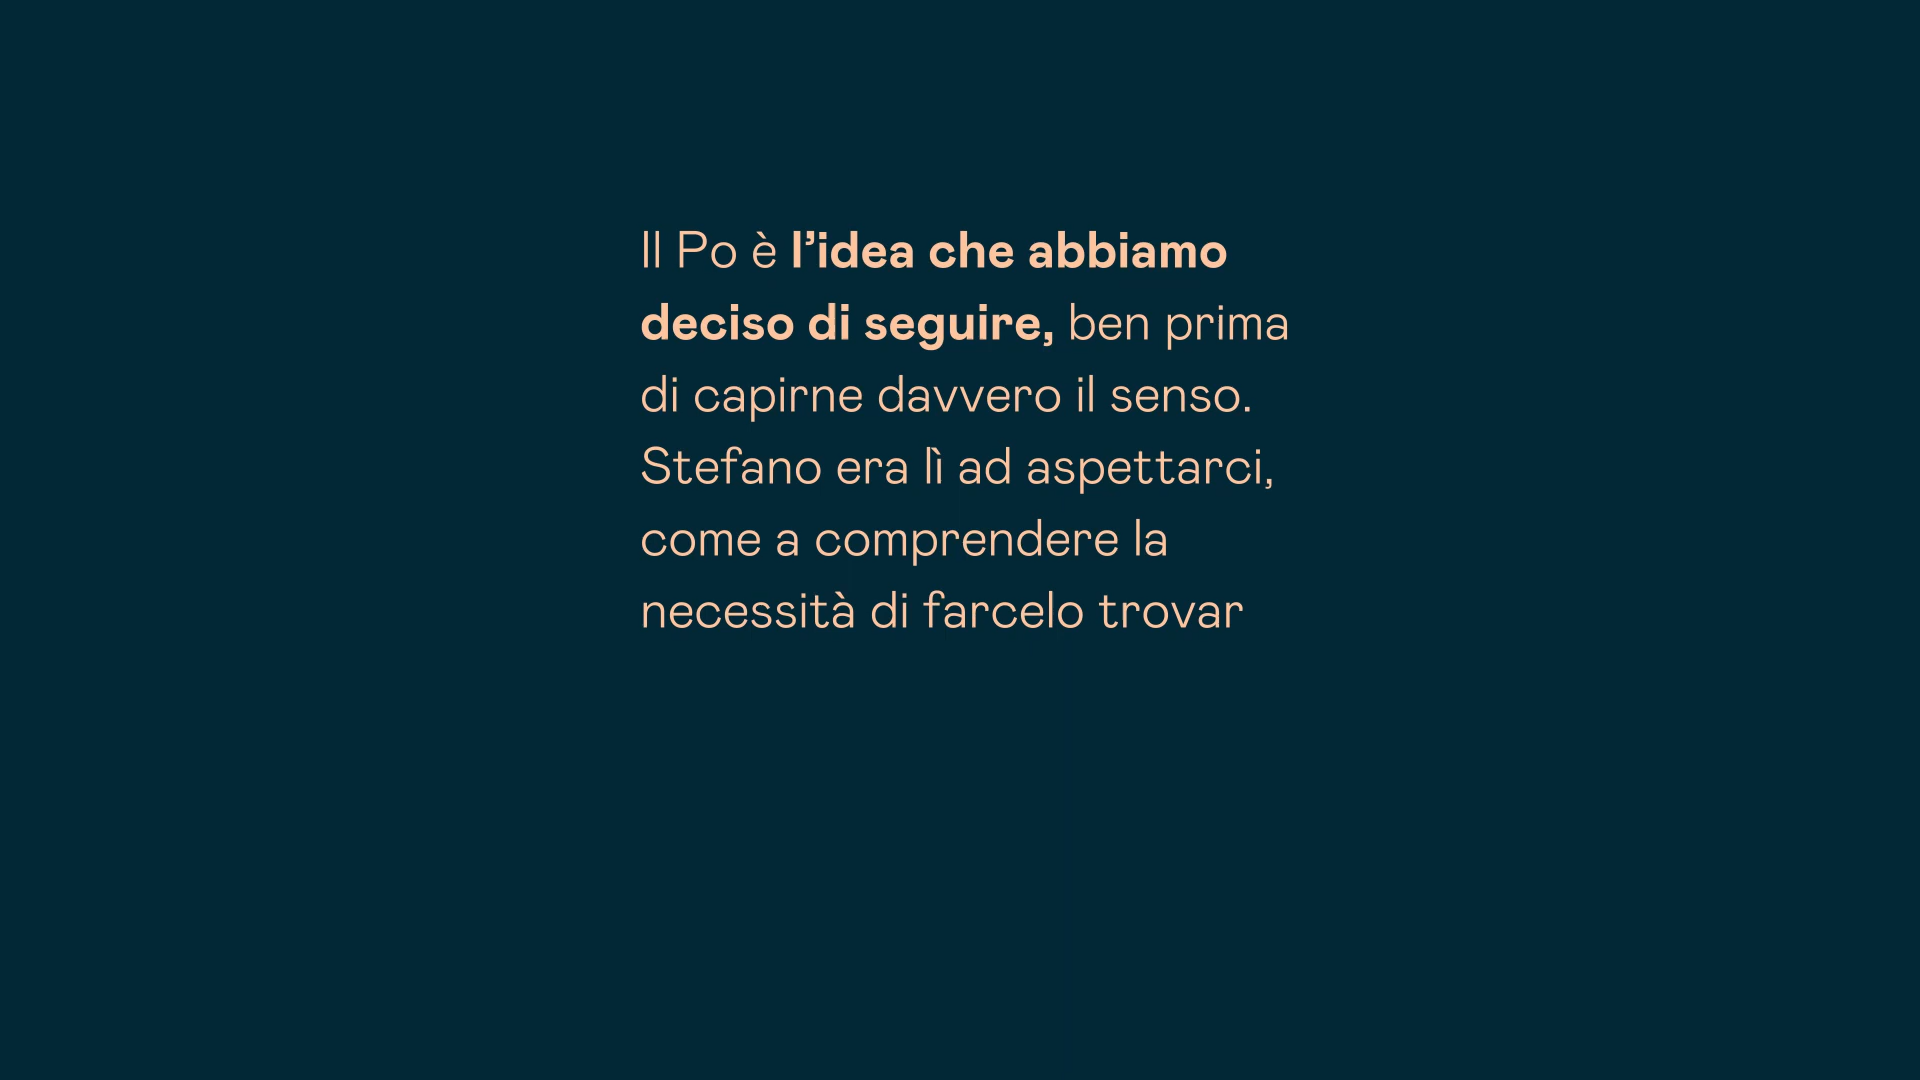 Il Po è l’idea che abbiamo
deciso di seguire, ben prima
di capirne davvero il senso.
Stefano era lì ad aspettarci,
come a comprendere la
necessità di farcelo trovar